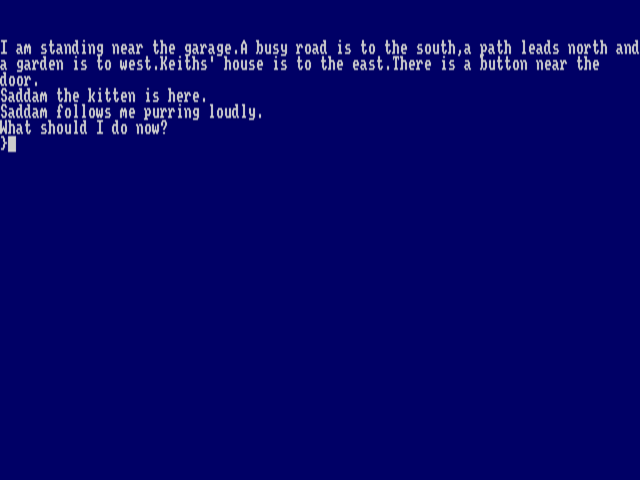 I am standing near the garage.A busy road is to the south,a path leads north and
a garden is to west.Keiths' house is to the east.There is a button near the
door.
Saddam the kitten is here.
Saddam follows me purring loudly.
What should I do now?
}